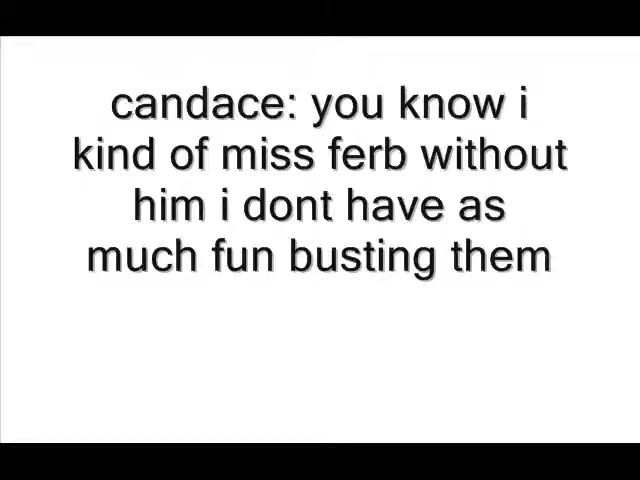 candace: you know i
kind of miss ferb without
him i dont have as
much fun busting them